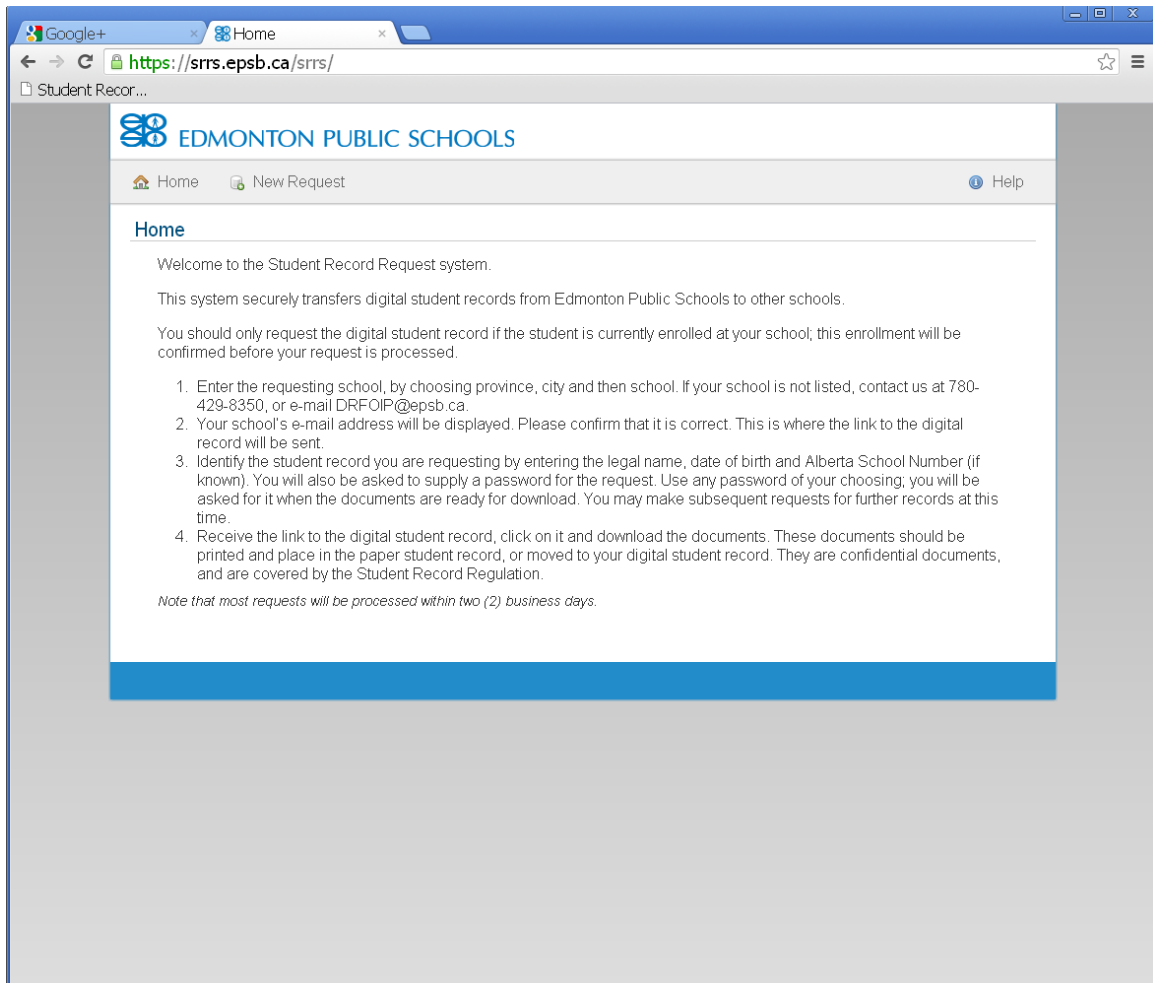 Google+
Home
https://srrs.epsb.ca/srrs/
Student Recor...
EDMONTON PUBLIC SCHOOLS
Home New Request Help
Home
Welcome to the Student Record Request system.
This system securely transfers digital student records from Edmonton Public Schools to other schools.
You should only request the digital student record if the student is currently enrolled at your school; this enrollment will be
confirmed before your request is processed.
1. Enter the requesting school, by choosing province, city and then school. If your school is not listed, contact us at 780-
429-8350, or e-mail DRFOIP@epsb.ca.
2. Your school's e-mail address will be displayed. Please confirm that it is correct. This is where the link to the digital
record will be sent.
3. Identify the student record you are requesting by entering the legal name, date of birth and Alberta School Number (if
known). You will also be asked to supply a password for the request. Use any password of your choosing; you will be
asked for it when the documents are ready for download. You may make subsequent requests for further records at this
time.
4. Receive the link to the digital student record, click on it and download the documents. These documents should be
printed and place in the paper student record, or moved to your digital student record. They are confidential documents,
and are covered by the Student Record Regulation.
Note that most requests will be processed within two (2) business days.